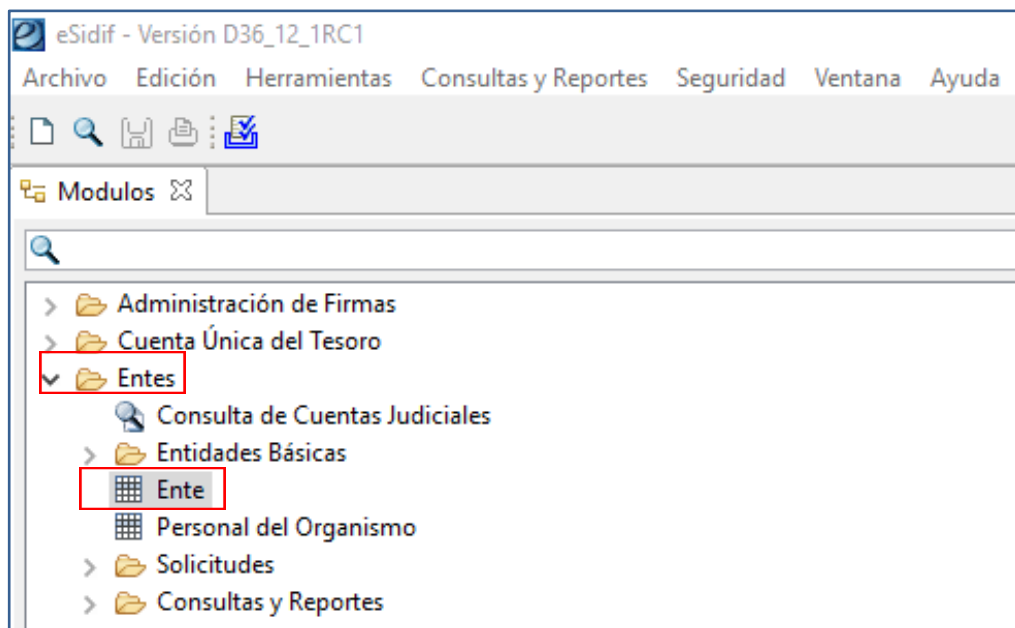 eSidif - Versión D36_12_1RC1
Archivo Edición Herramientas Consultas y Reportes Seguridad Ventana Ayuda
Modulos
Administración de Firmas
Cuenta Única del Tesoro
Entes
Consulta de Cuentas Judiciales
Entidades Básicas
Ente
Personal del Organismo
Solicitudes
Consultas y Reportes